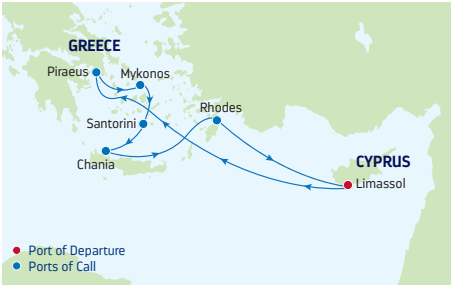 GREECE
Piraeus
Mykonos
Rhodes
Santorini
CYPRUS
Chania
Limassol
Port of Departure
Ports of Call